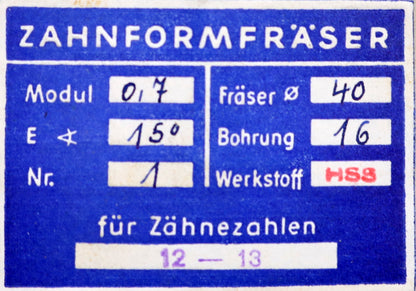 ZAHNFORMFRÄSER
Modul 0,7 Fräser ⌀ 40
E ∢ 15° Bohrung 16
Nr. 1 Werkstoff HSS
für Zähnezahlen
12 — 13